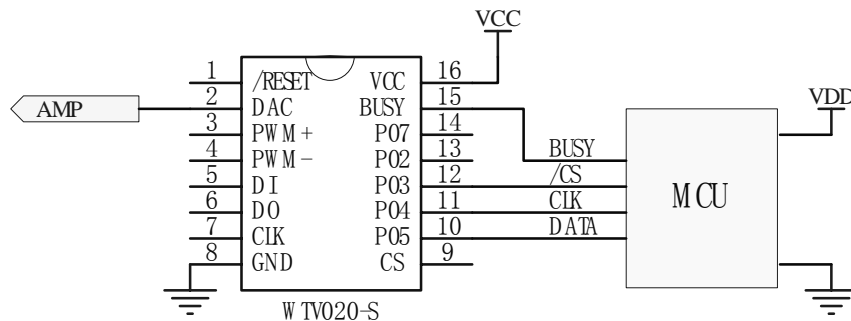 VCC
1 /RESET VCC 16
AMP 2 DAC BUSY 15
VDD
3 PWM+ P07 14
4 PWM- P02 13 BUSY
5 DI P03 12 /CS
MCU
6 DO P04 11 CLK
7 CLK P05 10 DATA
8 GND CS 9
WTV020-S